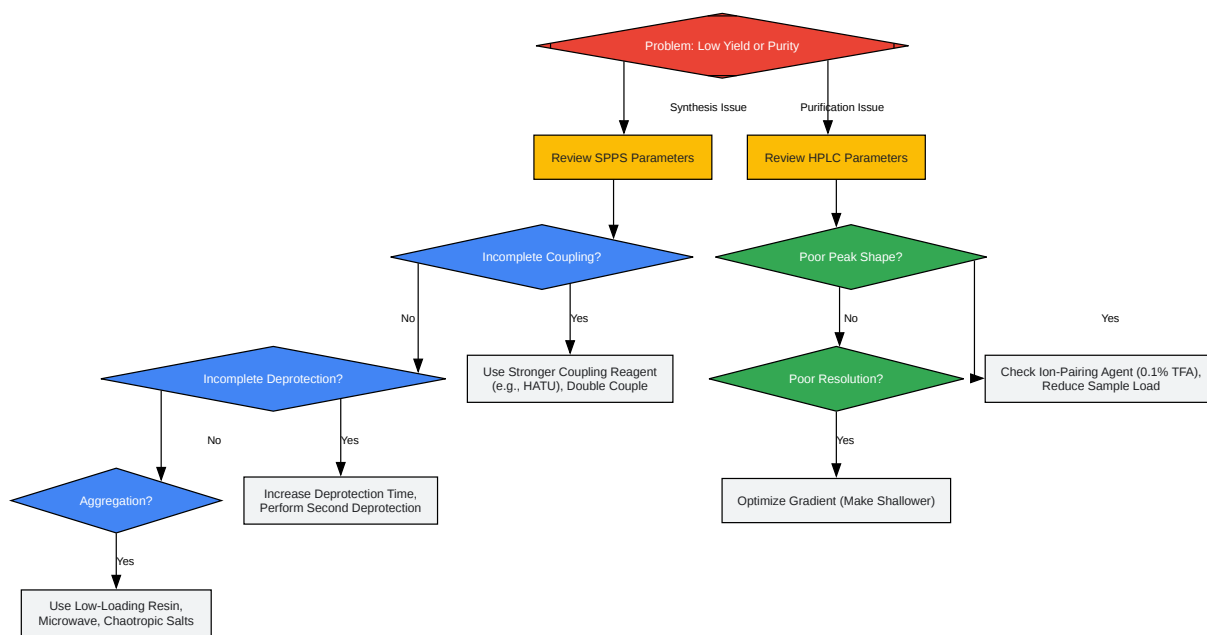 Problem: Low Yield or Purity
Synthesis Issue
Purification Issue
Review SPPS Parameters
Review HPLC Parameters
Incomplete Coupling?
Poor Peak Shape?
No
Yes
No
Yes
Incomplete Deprotection?
Use Stronger Coupling Reagent
(e.g., HATU), Double Couple
Poor Resolution?
Check Ion-Pairing Agent (0.1% TFA),
Reduce Sample Load
No
Yes
Yes
Aggregation?
Increase Deprotection Time,
Perform Second Deprotection
Optimize Gradient (Make Shallower)
Yes
Use Low-Loading Resin,
Microwave, Chaotropic Salts